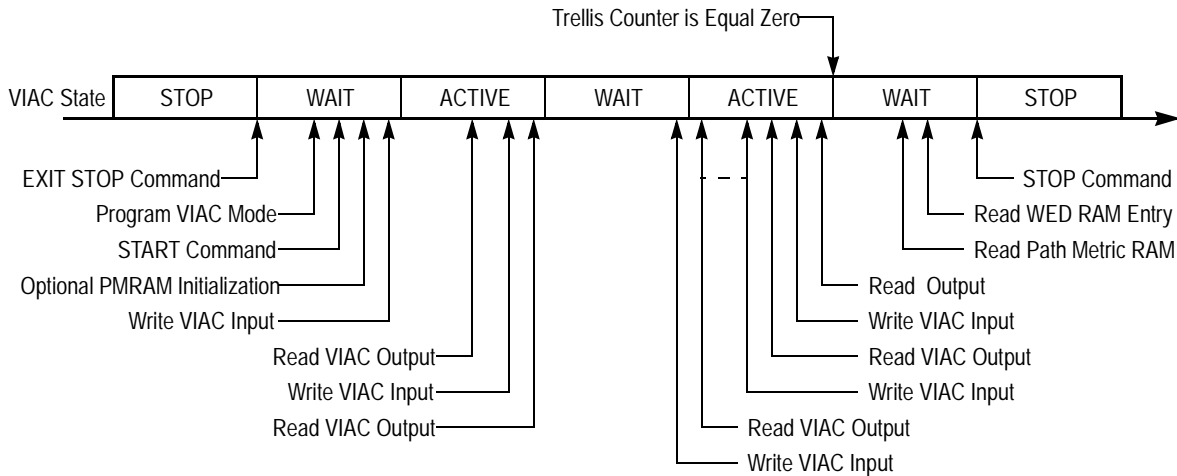 Trellis Counter is Equal Zero
VIAC State STOP WAIT ACTIVE WAIT ACTIVE WAIT STOP
EXIT STOP Command STOP Command
Program VIAC Mode Read WED RAM Entry
START Command Read Path Metric RAM
Optional PMRAM Initialization Read Output
Write VIAC Input Write VIAC Input
Read VIAC Output Read VIAC Output
Write VIAC Input Write VIAC Input
Read VIAC Output Read VIAC Output
Write VIAC Input